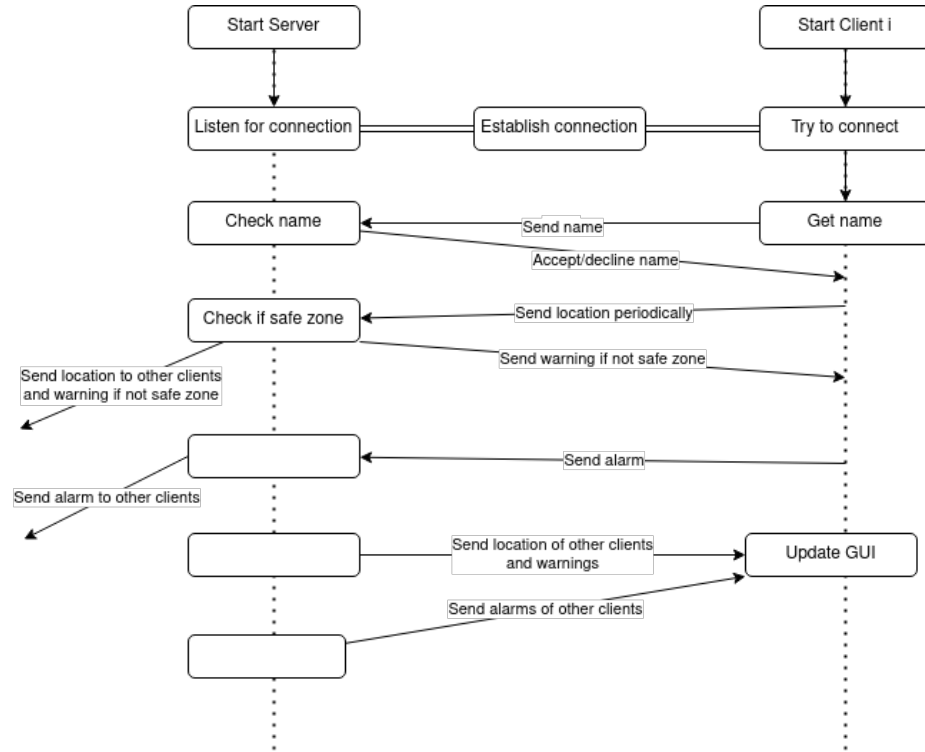 Start Server
Start Client i
Listen for connection
Establish connection
Try to connect
Check name
Send name
Get name
Accept/decline name
Check if safe zone
Send location periodically
Send warning if not safe zone
Send location to other clients
and warning if not safe zone
Send alarm
Send alarm to other clients
Send location of other clients
and warnings
Update GUI
Send alarms of other clients